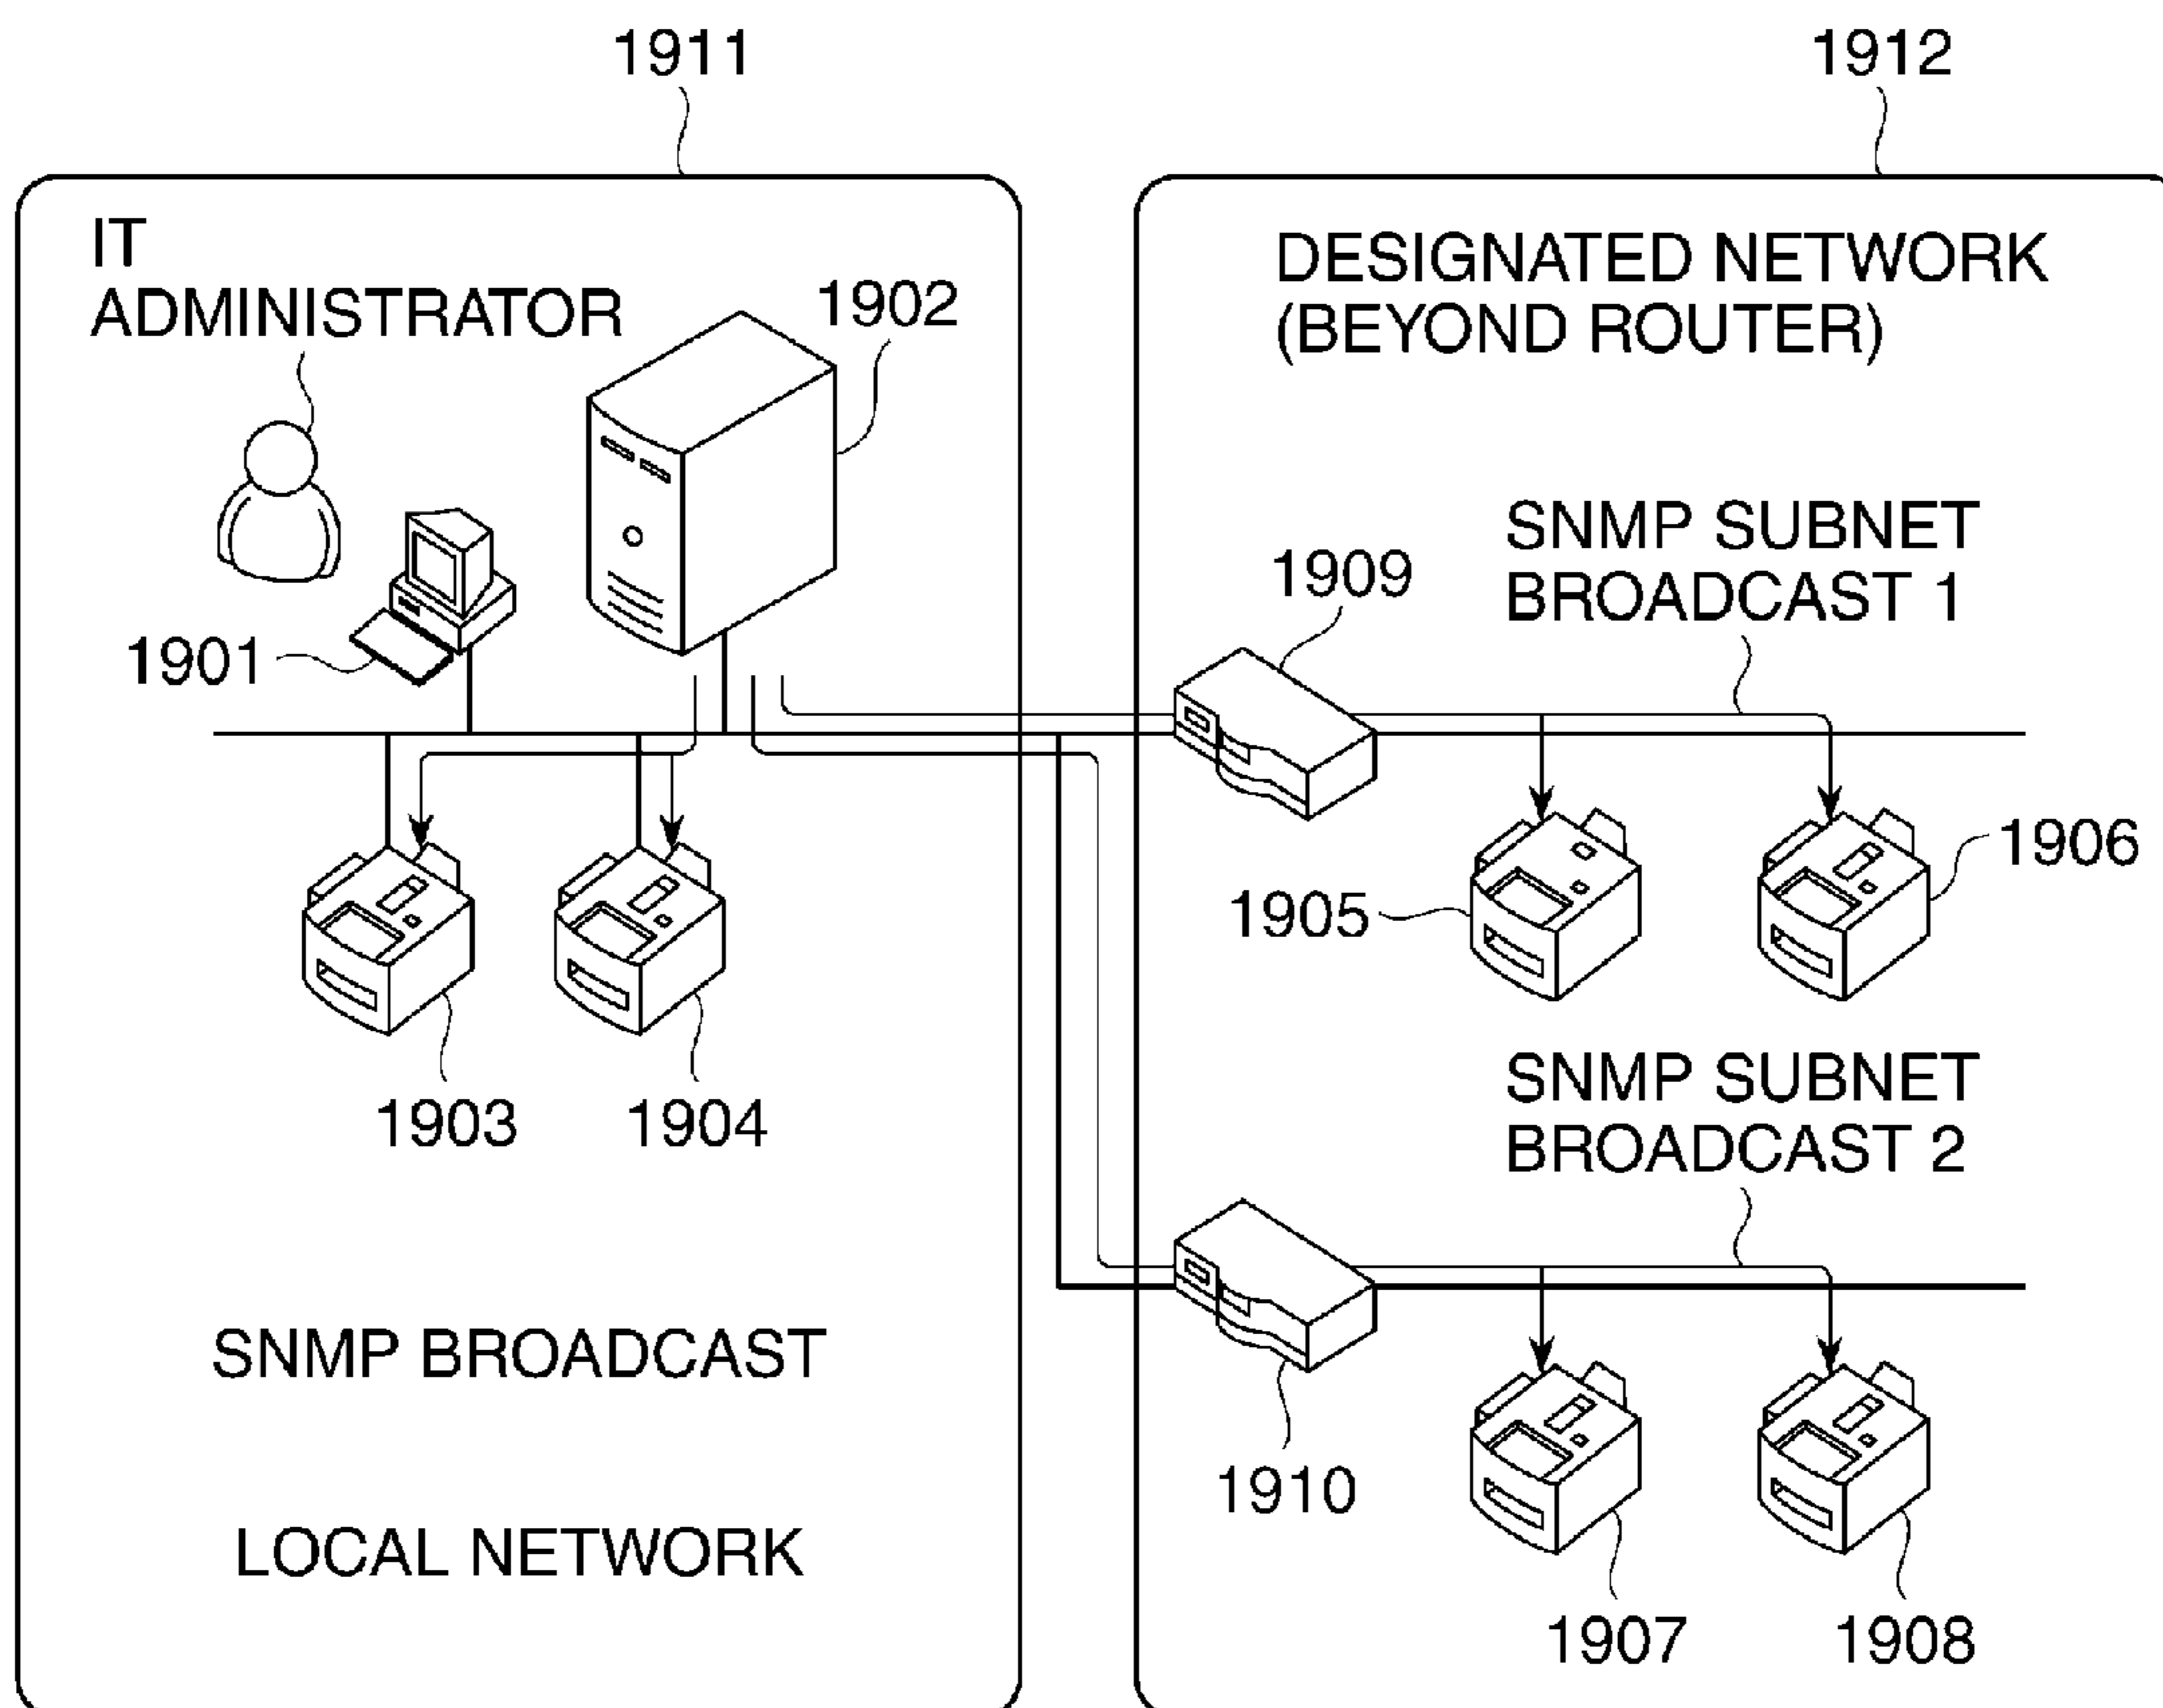 1911
1912
IT
ADMINISTRATOR
1902
1901
1903
1904
SNMP BROADCAST
LOCAL NETWORK
DESIGNATED NETWORK
(BEYOND ROUTER)
SNMP SUBNET
BROADCAST 1
1909
1905
1906
SNMP SUBNET
BROADCAST 2
1910
1907
1908